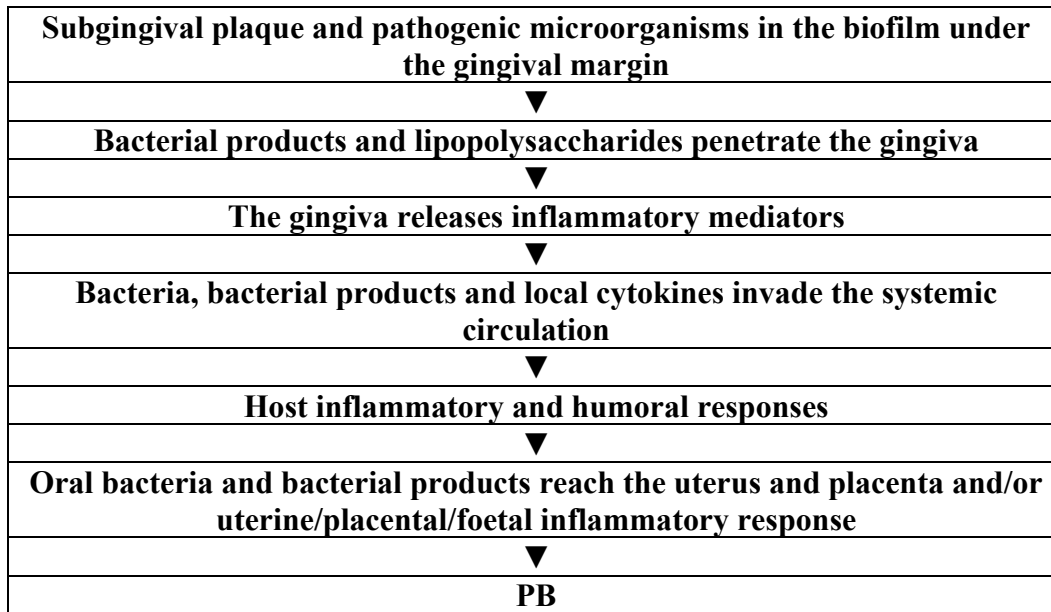 Subgingival plaque and pathogenic microorganisms in the biofilm under
the gingival margin
▼
Bacterial products and lipopolysaccharides penetrate the gingiva
▼
The gingiva releases inflammatory mediators
▼
Bacteria, bacterial products and local cytokines invade the systemic
circulation
▼
Host inflammatory and humoral responses
▼
Oral bacteria and bacterial products reach the uterus and placenta and/or
uterine/placental/foetal inflammatory response
▼
PB